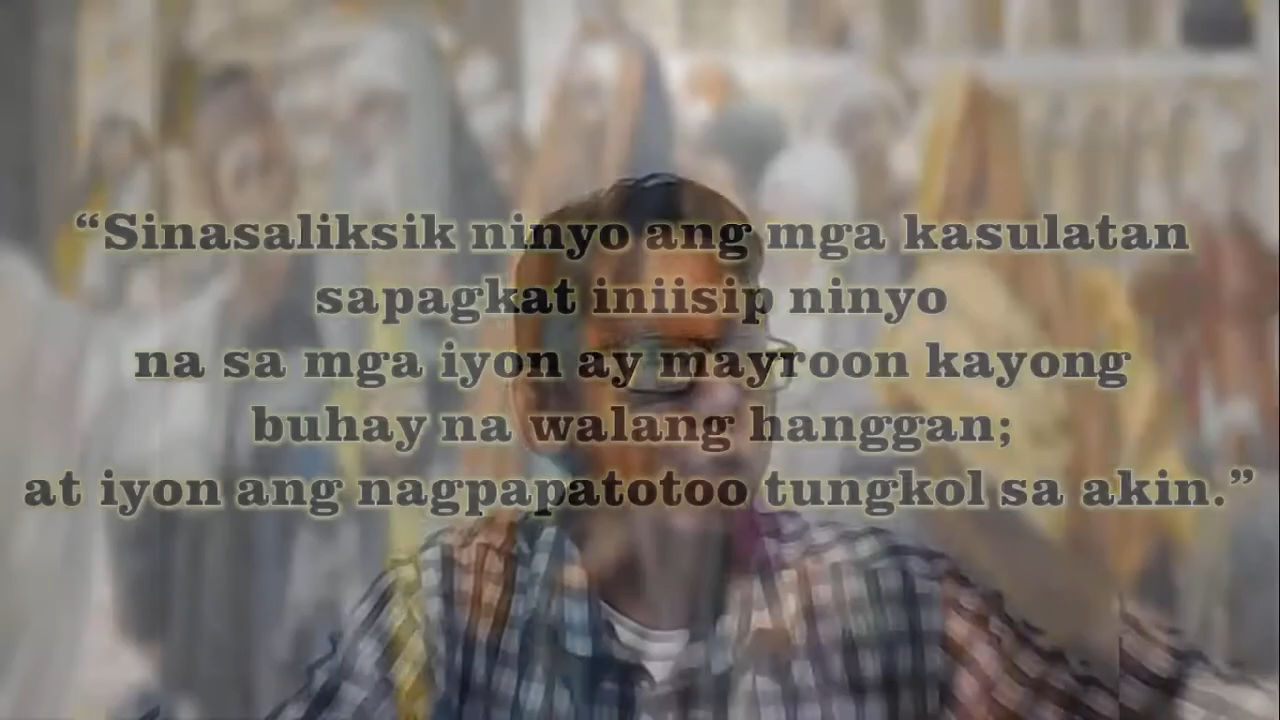 “Sinasaliksik ninyo ang mga kasulatan
sapagkat iniisip ninyo
na sa mga iyon ay mayroon kayong
buhay na walang hanggan;
at iyon ang nagpapatotoo tungkol sa akin.”